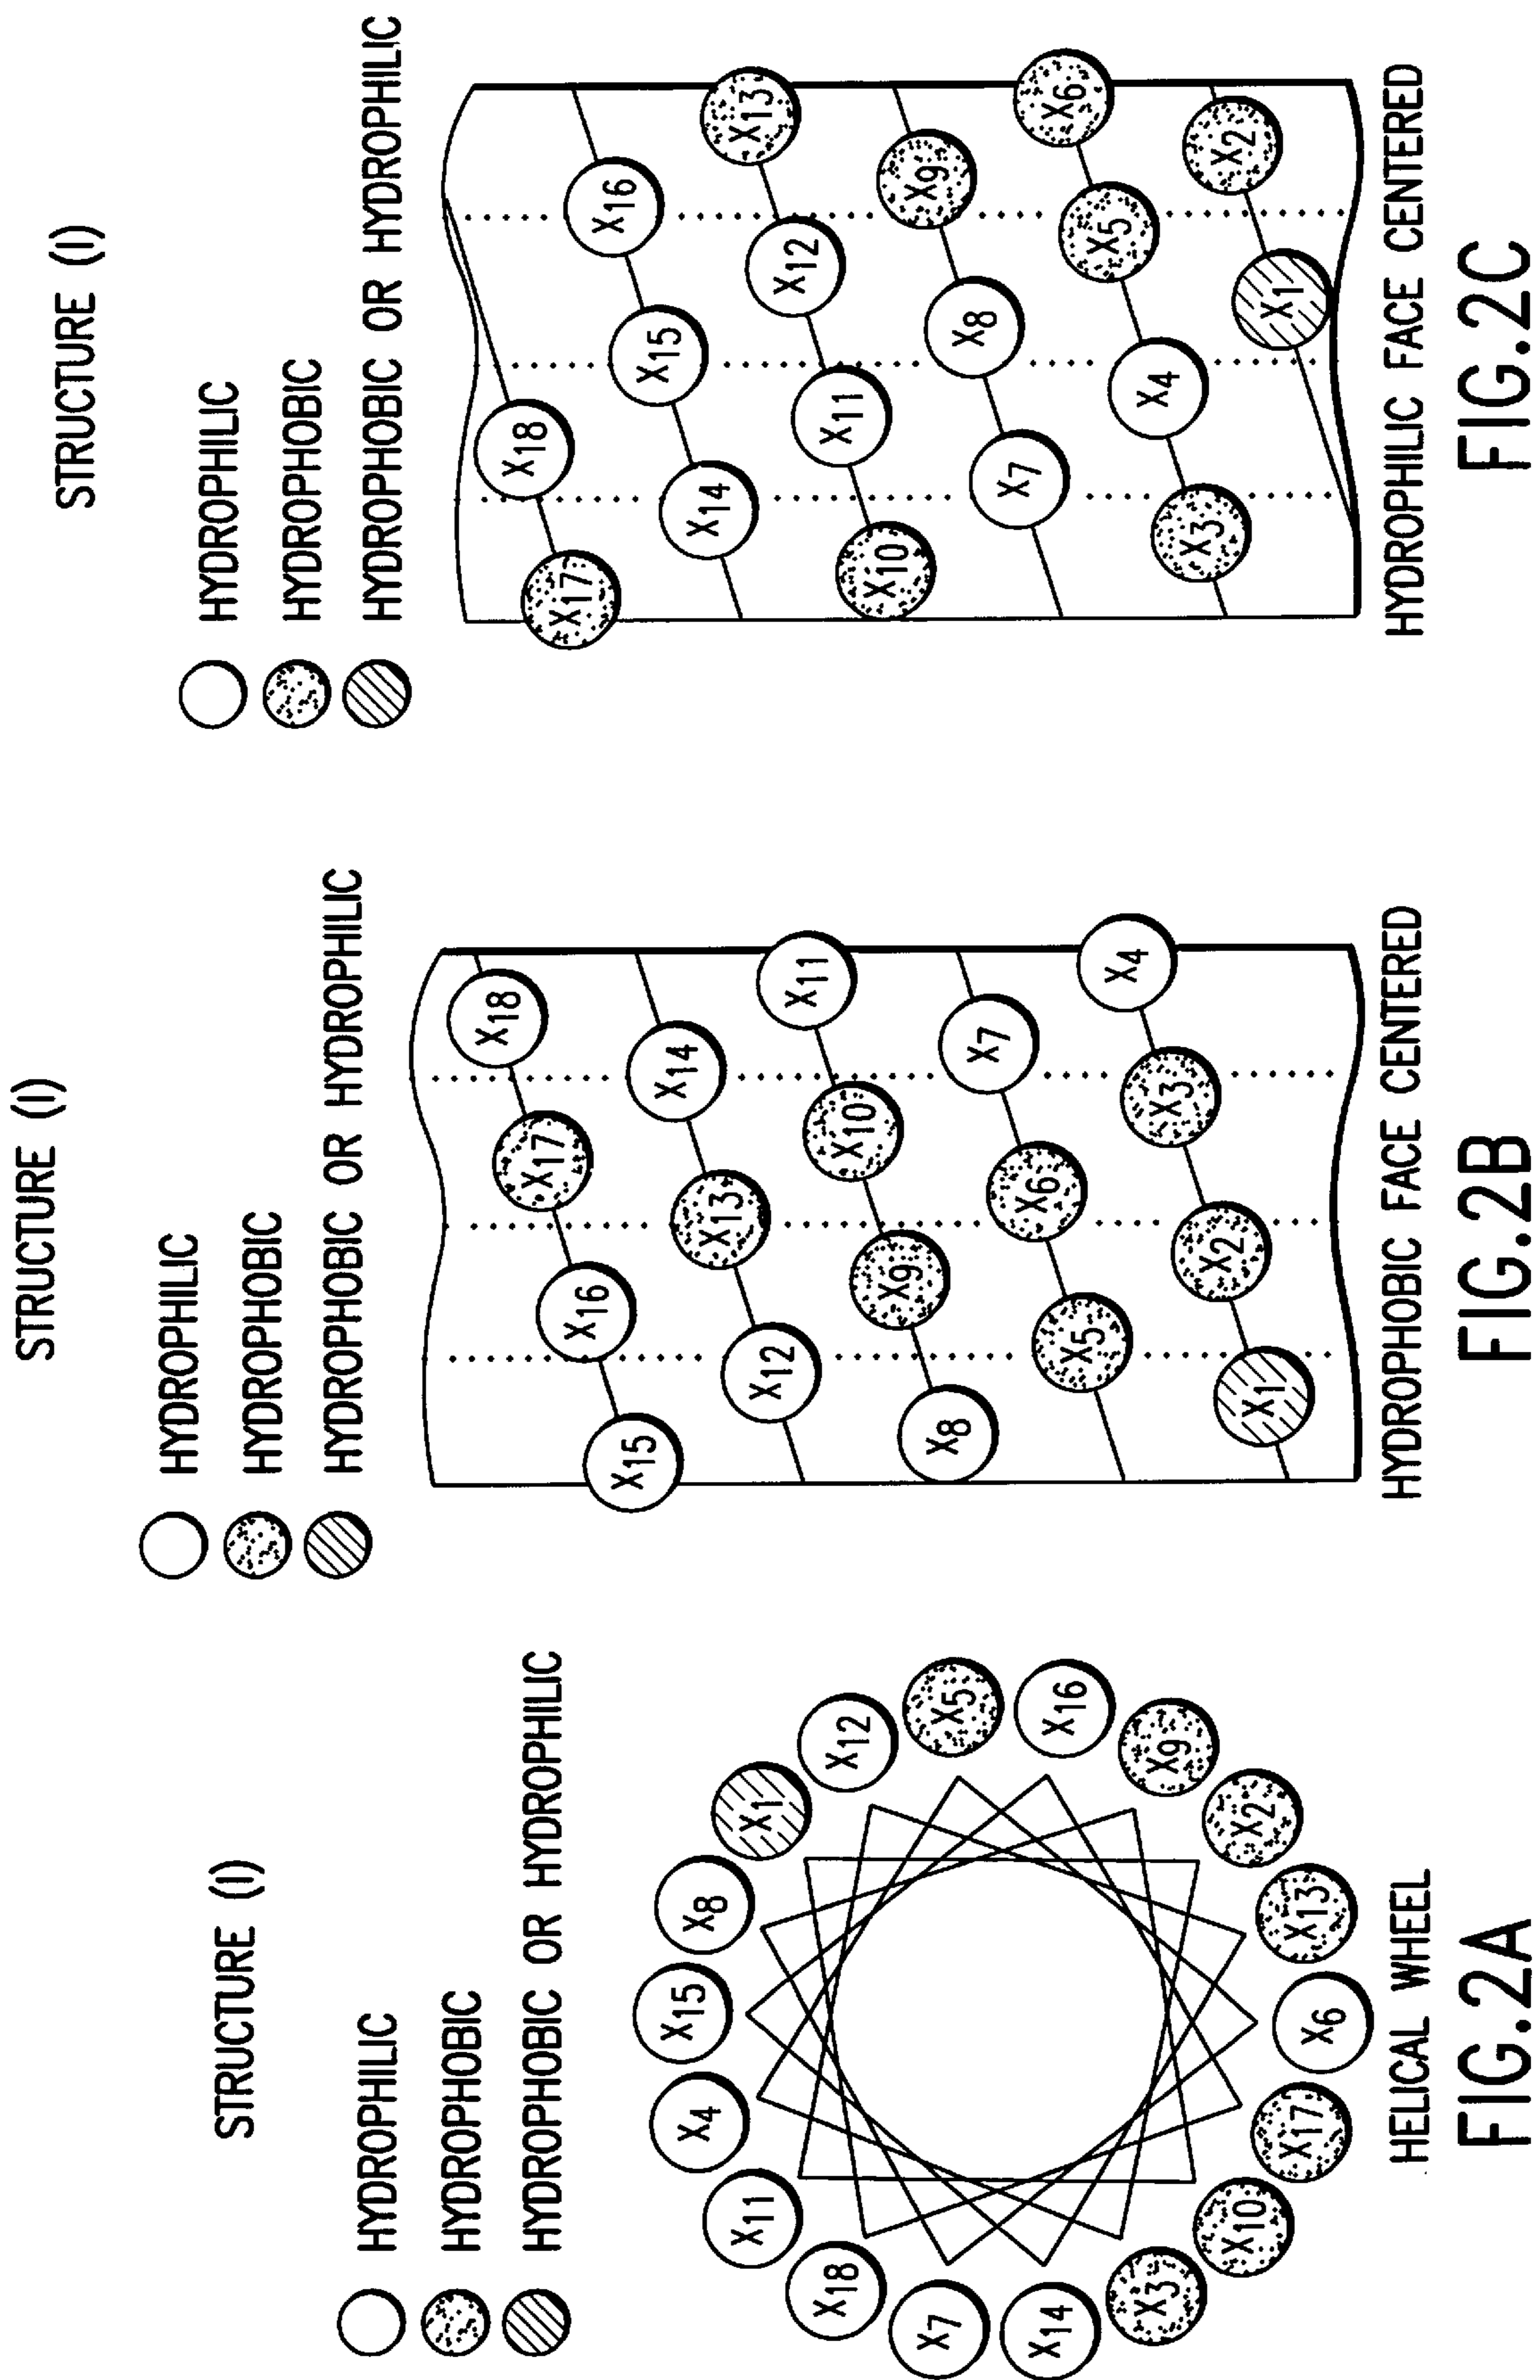 STRUCTURE (I)
HYDROPHILIC
HYDROPHOBIC
HYDROPHOBIC OR HYDROPHILIC
X8
X15
X1
X4
X12
X11
X5
X18
X16
X7
X9
X14
X2
X3
X13
X10
X6
X17
HELICAL WHEEL
FIG.2A
STRUCTURE (I)
HYDROPHILIC
HYDROPHOBIC
HYDROPHOBIC OR HYDROPHILIC
X18
X17
X16
X15
X14
X13
X12
X11
X10
X9
X8
X7
X6
X5
X4
X3
X2
X1
HYDROPHOBIC FACE CENTERED
FIG.2B
STRUCTURE (I)
HYDROPHILIC
HYDROPHOBIC
HYDROPHOBIC OR HYDROPHILIC
X18
X17
X16
X15
X14
X13
X12
X11
X10
X9
X8
X7
X6
X5
X4
X3
X2
X1
HYDROPHILIC FACE CENTERED
FIG.2C